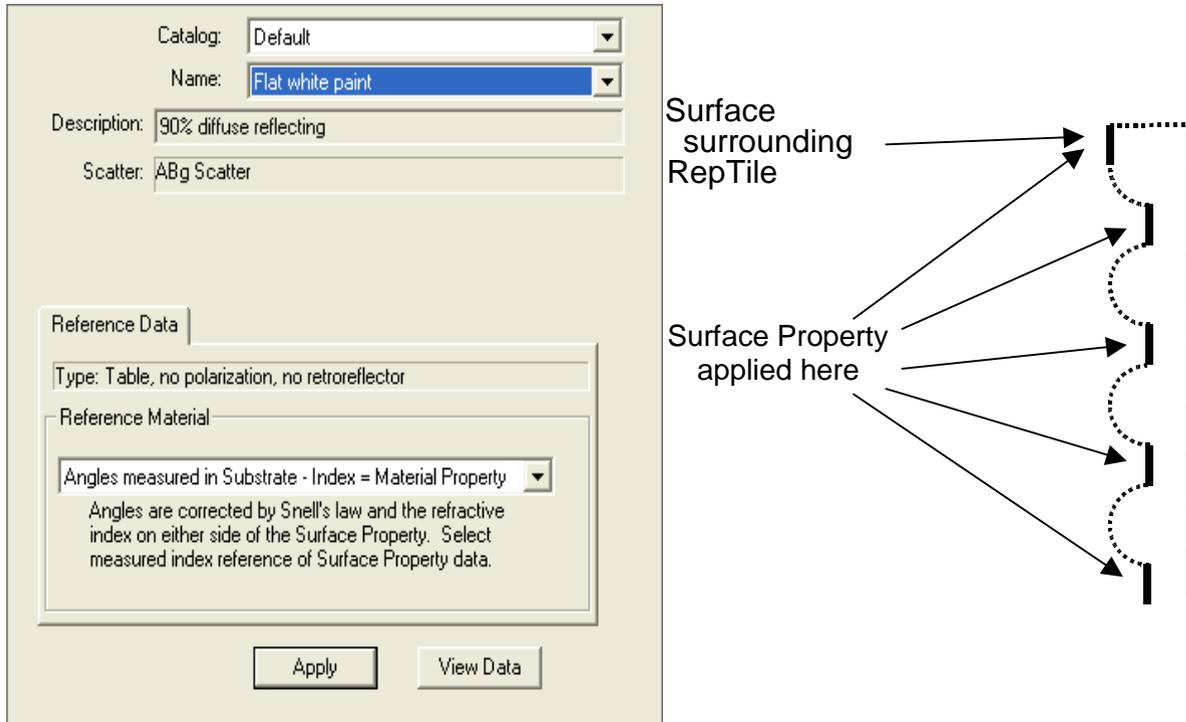 Catalog: Default
Name: Flat white paint
Description: 90% diffuse reflecting
Scatter: ABg Scatter
Reference Data
Type: Table, no polarization, no retroreflector
Reference Material
Angles measured in Substrate - Index = Material Property
Angles are corrected by Snell's law and the refractive
index on either side of the Surface Property. Select
measured index reference of Surface Property data.
Apply View Data
Surface
surrounding
RepTile
Surface Property
applied here